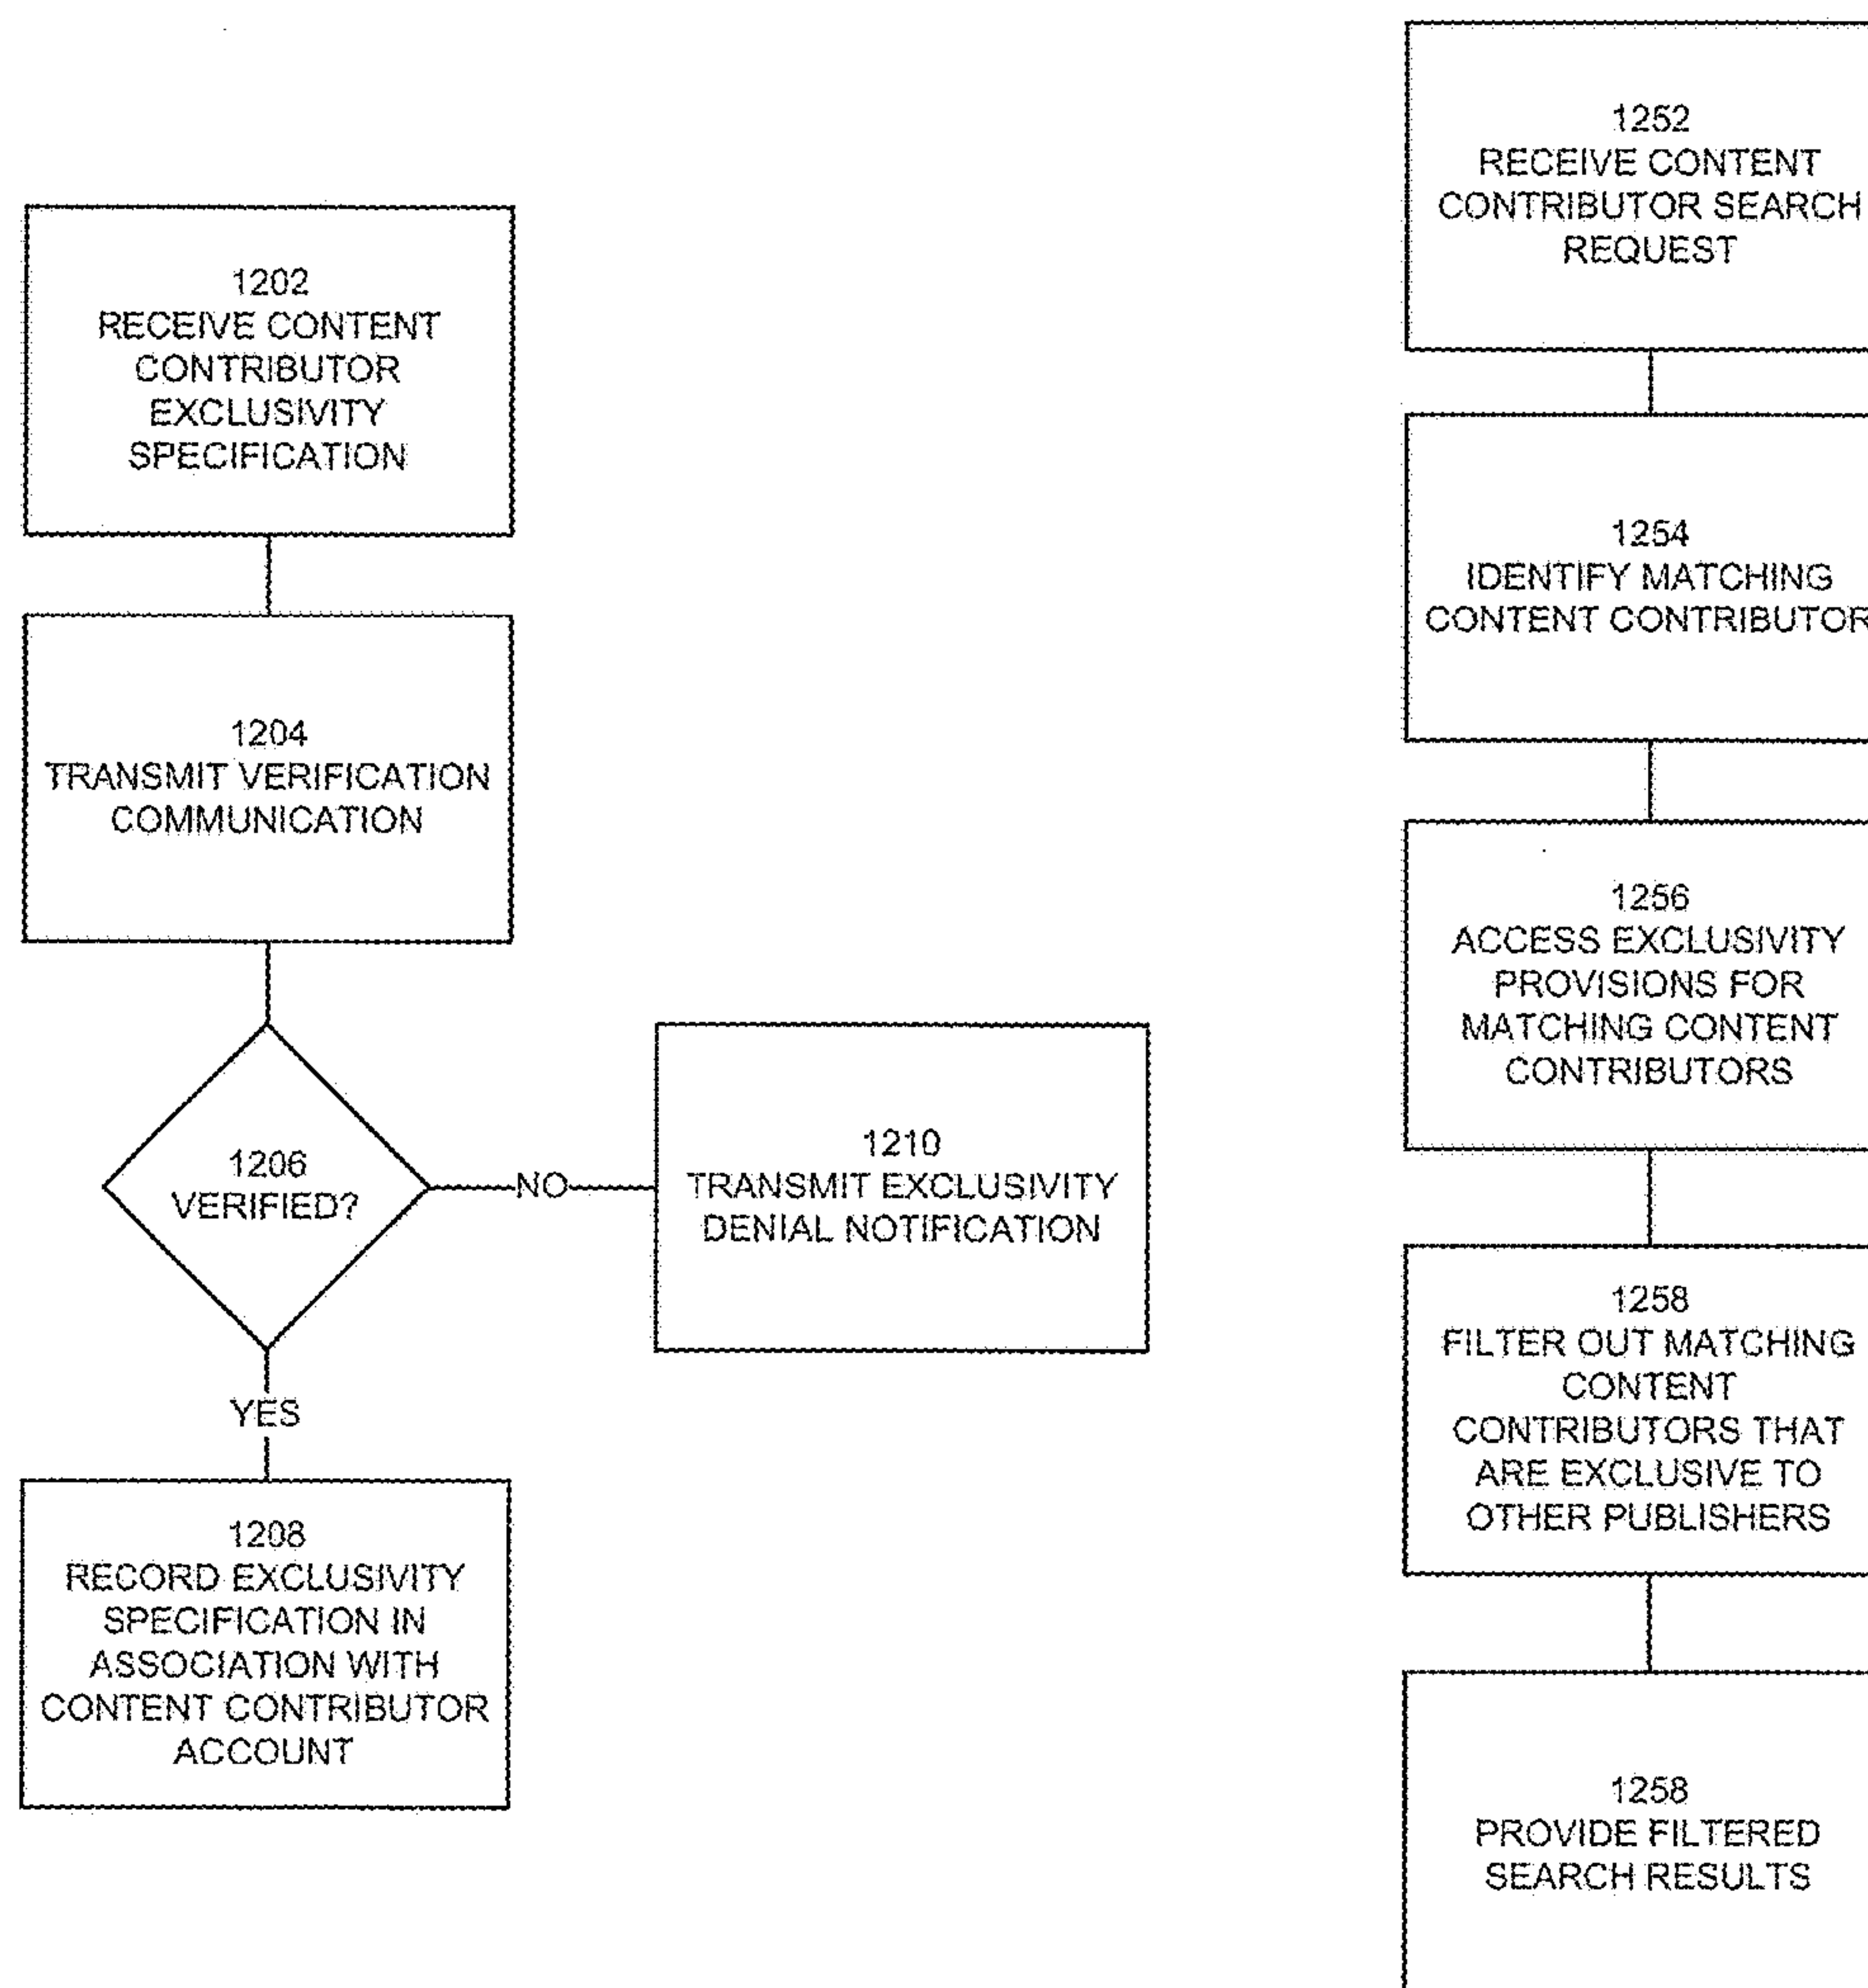 1202
RECEIVE CONTENT
CONTRIBUTOR
EXCLUSIVITY
SPECIFICATION
1204
TRANSMIT VERIFICATION
COMMUNICATION
1206
VERIFIED?
NO
1210
TRANSMIT EXCLUSIVITY
DENIAL NOTIFICATION
YES
1208
RECORD EXCLUSIVITY
SPECIFICATION IN
ASSOCIATION WITH
CONTENT CONTRIBUTOR
ACCOUNT
1252
RECEIVE CONTENT
CONTRIBUTOR SEARCH
REQUEST
1254
IDENTIFY MATCHING
CONTENT CONTRIBUTOR
1256
ACCESS EXCLUSIVITY
PROVISIONS FOR
MATCHING CONTENT
CONTRIBUTORS
1258
FILTER OUT MATCHING
CONTENT
CONTRIBUTORS THAT
ARE EXCLUSIVE TO
OTHER PUBLISHERS
1258
PROVIDE FILTERED
SEARCH RESULTS